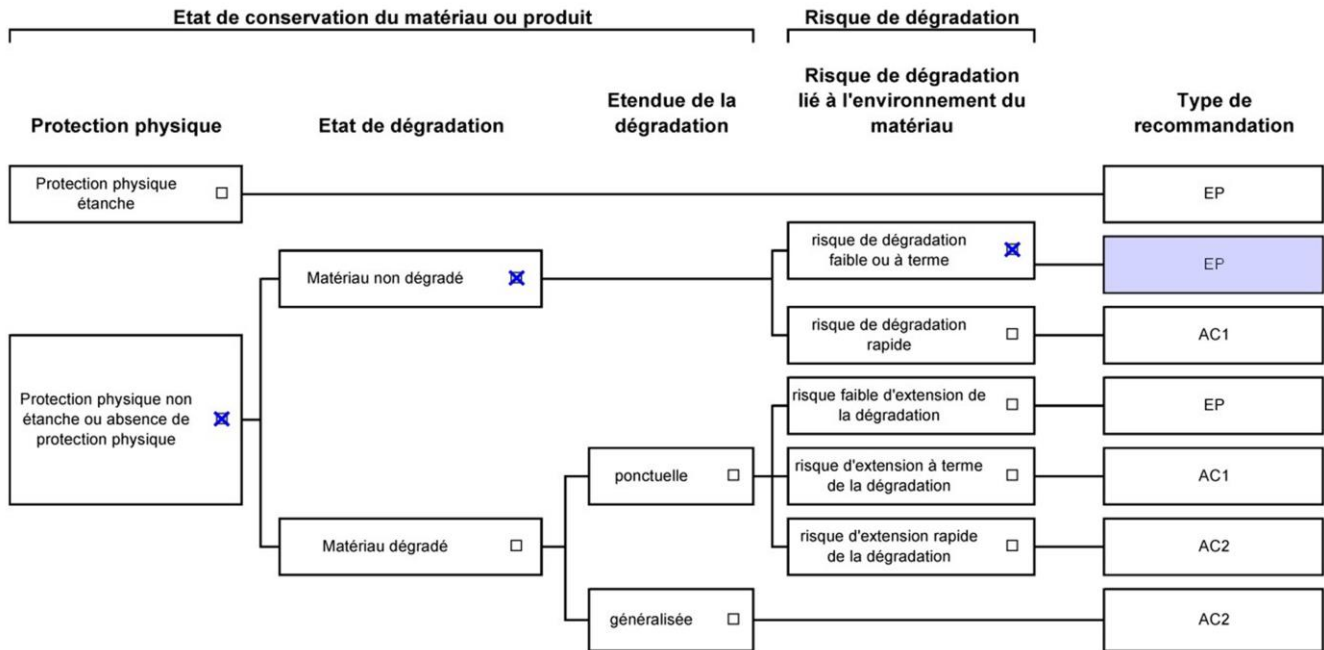 Etat de conservation du matériau ou produit
Risque de dégradation
Protection physique
Etat de dégradation
Etendue de la
dégradation
Risque de dégradation
lié à l'environnement du
matériau
Type de
recommandation
Protection physique
étanche
EP
risque de dégradation
faible ou à terme
EP
Matériau non dégradé
risque de dégradation
rapide
AC1
Protection physique non
étanche ou absence de
protection physique
risque faible d'extension de
la dégradation
EP
ponctuelle
risque d'extension à terme
de la dégradation
AC1
Matériau dégradé
risque d'extension rapide
de la dégradation
AC2
généralisée
AC2